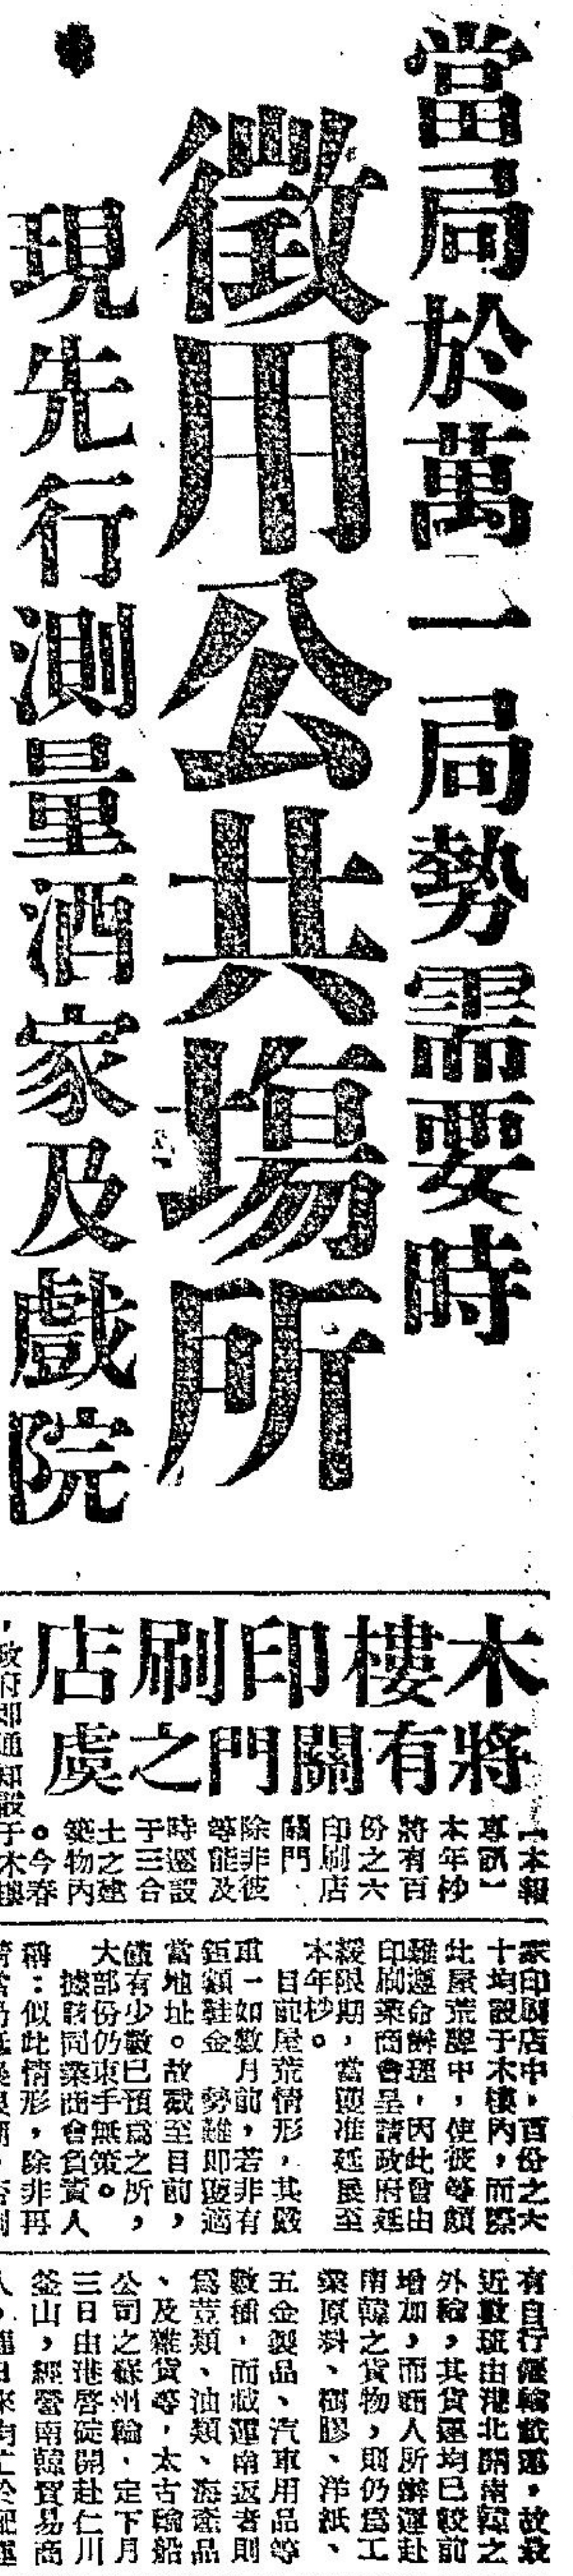 當局於萬一局勢需要時
徵用公共場所
現先行測量酒家及戲院
木樓印刷店
將有關門之虞
【本報
專訊】
本年杪
將有百
份之六
印刷店
關門
除非彼
等能及
時遷設
于三合
土之建
築物內
。今春
,政府即通知設于木樓
家印刷店中,百份之六
十均設于木樓內,而際
此屋荒聲中,使彼等頗
難遵命辦理,因此曾由
印刷業商會呈請政府延
緩限期,當獲准延展至
本年杪。
目前屋荒情形,其嚴
重一如數月前,若非有
鉅額鞋金 勢難即獲適
當地址。故截至目前,
僅有少數已預為之所,
大部份仍束手無策。
據該同業商會負責人
稱:似此情形,除非再
有自行僱輪載運,故最
近數班由港北開南韓之
外輪,其貨運均已較前
增加,而商人所辦運赴
南韓之貨物,則仍為工
業原料、樹膠、洋紙、
五金製品、汽車用品等
數種,而載運南返者則
為荳類、油類、海產品
、及雜貨等,太古輪船
公司之蘇州輪,定下月
三日由港啓碇開赴仁川
釜山,經營南韓貿易商